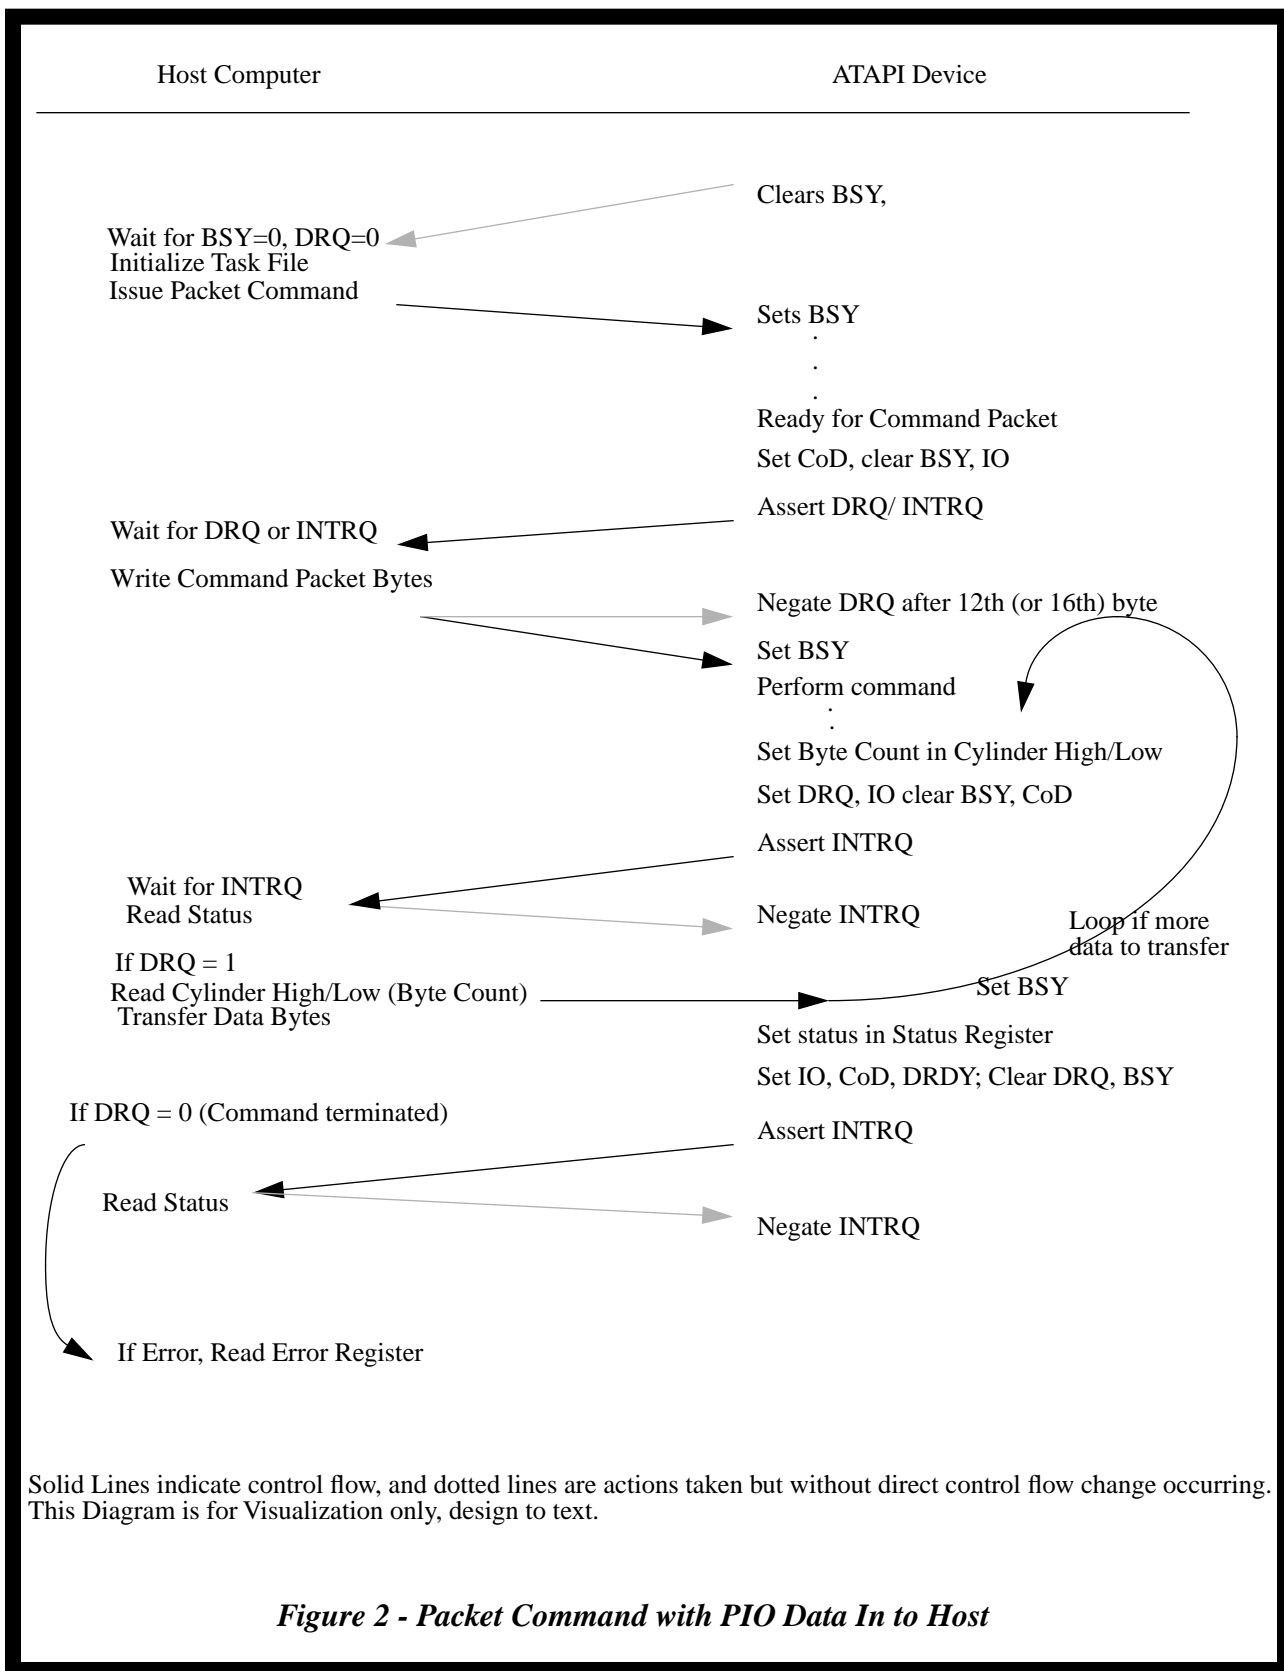 Host Computer
ATAPI Device
Clears BSY,
Wait for BSY=0, DRQ=0
Initialize Task File
Issue Packet Command
Sets BSY
.
.
.
Ready for Command Packet
Set CoD, clear BSY, IO
Assert DRQ/ INTRQ
Wait for DRQ or INTRQ
Write Command Packet Bytes
Negate DRQ after 12th (or 16th) byte
Set BSY
Perform command
.
.
Set Byte Count in Cylinder High/Low
Set DRQ, IO clear BSY, CoD
Assert INTRQ
Wait for INTRQ
Read Status
Negate INTRQ
Loop if more
data to transfer
If DRQ = 1
Read Cylinder High/Low (Byte Count)
Transfer Data Bytes
Set BSY
Set status in Status Register
Set IO, CoD, DRDY; Clear DRQ, BSY
If DRQ = 0 (Command terminated)
Assert INTRQ
Read Status
Negate INTRQ
If Error, Read Error Register
Solid Lines indicate control flow, and dotted lines are actions taken but without direct control flow change occurring.
This Diagram is for Visualization only, design to text.
Figure 2 - Packet Command with PIO Data In to Host